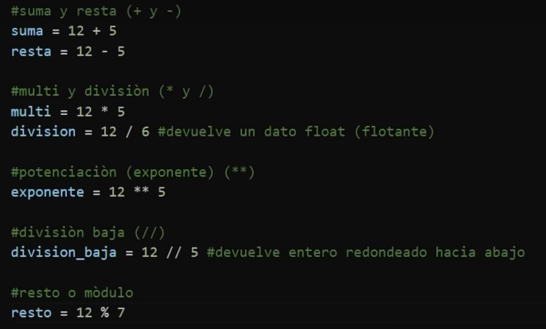 #suma y resta (+ y -)
suma = 12 + 5
resta = 12 - 5
#multi y divisiòn (* y /)
multi = 12 * 5
division = 12 / 6 #devuelve un dato float (flotante)
#potenciaciòn (exponente) (**)
exponente = 12 ** 5
#divisiòn baja (//)
division_baja = 12 // 5 #devuelve entero redondeado hacia abajo
#resto o mòdulo
resto = 12 % 7